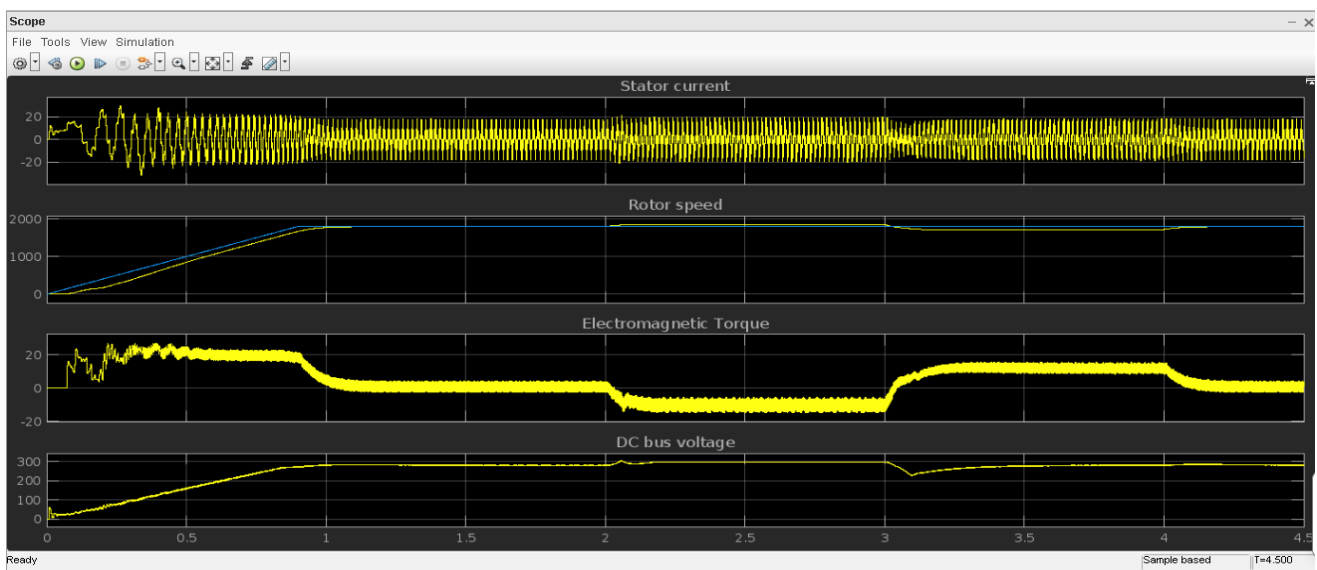 Scope
File Tools View Simulation
Stator current
20
0
-20
Rotor speed
2000
1000
0
Electromagnetic Torque
20
0
-20
DC bus voltage
300
200
100
0
0 0.5 1 1.5 2 2.5 3 3.5 4 4.5
Ready Sample based T=4.500